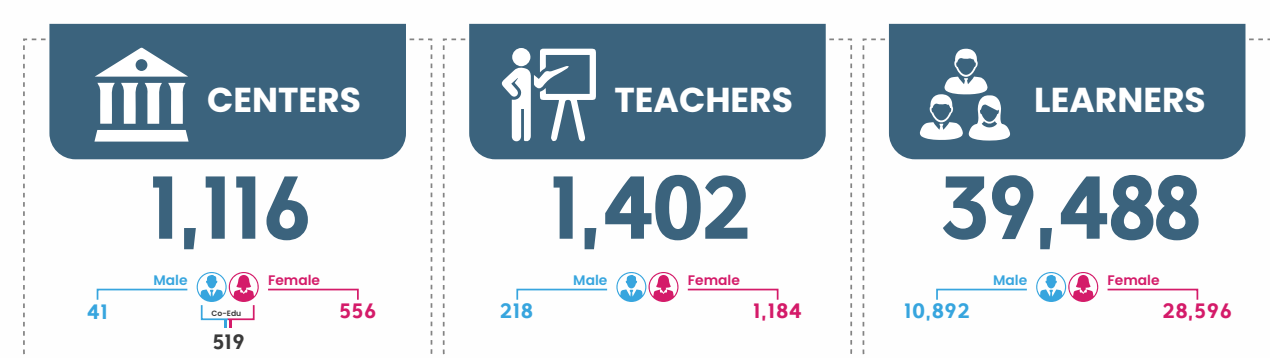 CENTERS
1,116
Male
Female
41
Co-Edu
556
519
TEACHERS
1,402
Male
Female
218
1,184
LEARNERS
39,488
Male
Female
10,892
28,596